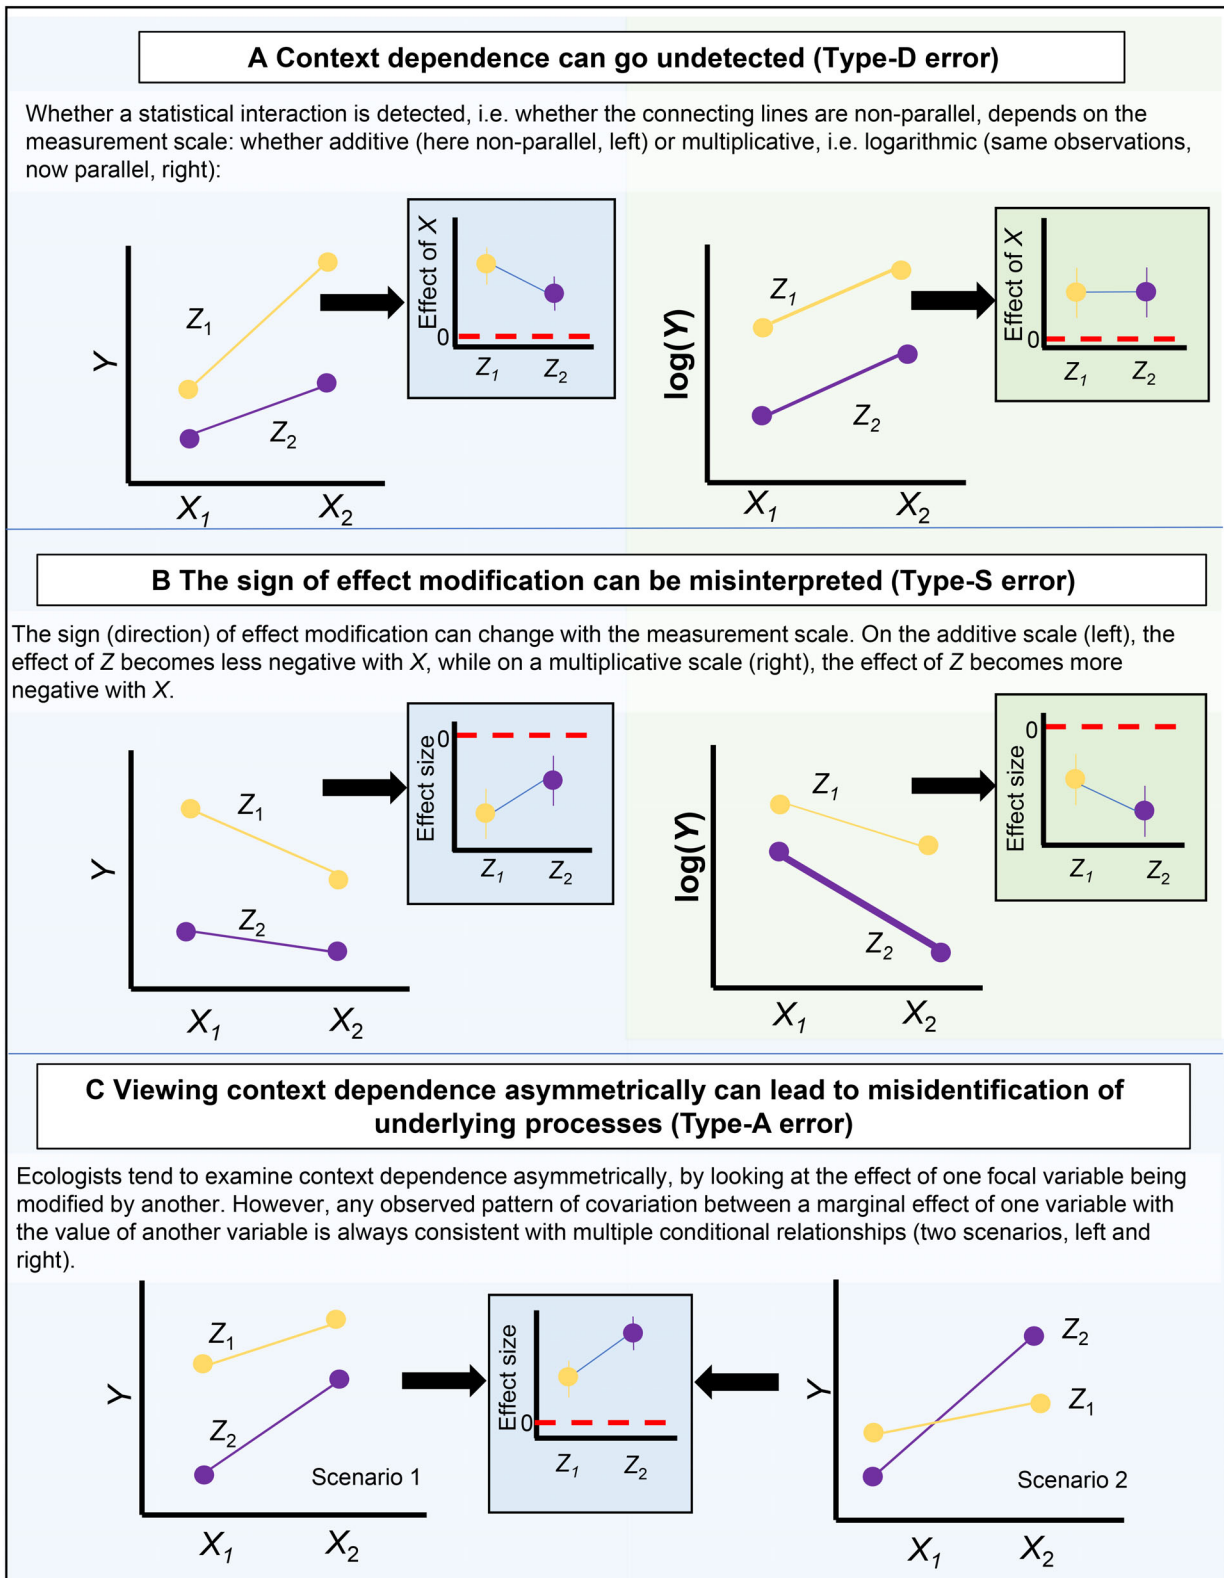 A Context dependence can go undetected (Type-D error)
Whether a statistical interaction is detected, i.e. whether the connecting lines are non-parallel, depends on the
measurement scale: whether additive (here non-parallel, left) or multiplicative, i.e. logarithmic (same observations,
now parallel, right):
Y
Z1
Z2
X1
X2
Effect of X
0
Z1
Z2
log(Y)
Z1
Z2
X1
X2
Effect of X
0
Z1
Z2
B The sign of effect modification can be misinterpreted (Type-S error)
The sign (direction) of effect modification can change with the measurement scale. On the additive scale (left), the
effect of Z becomes less negative with X, while on a multiplicative scale (right), the effect of Z becomes more
negative with X.
Y
Z1
Z2
X1
X2
Effect size
0
Z1
Z2
log(Y)
Z1
Z2
X1
X2
Effect size
0
Z1
Z2
C Viewing context dependence asymmetrically can lead to misidentification of
underlying processes (Type-A error)
Ecologists tend to examine context dependence asymmetrically, by looking at the effect of one focal variable being
modified by another. However, any observed pattern of covariation between a marginal effect of one variable with
the value of another variable is always consistent with multiple conditional relationships (two scenarios, left and
right).
Y
Z1
Z2
Scenario 1
X1
X2
Effect size
0
Z1
Z2
Y
Z2
Z1
Scenario 2
X1
X2